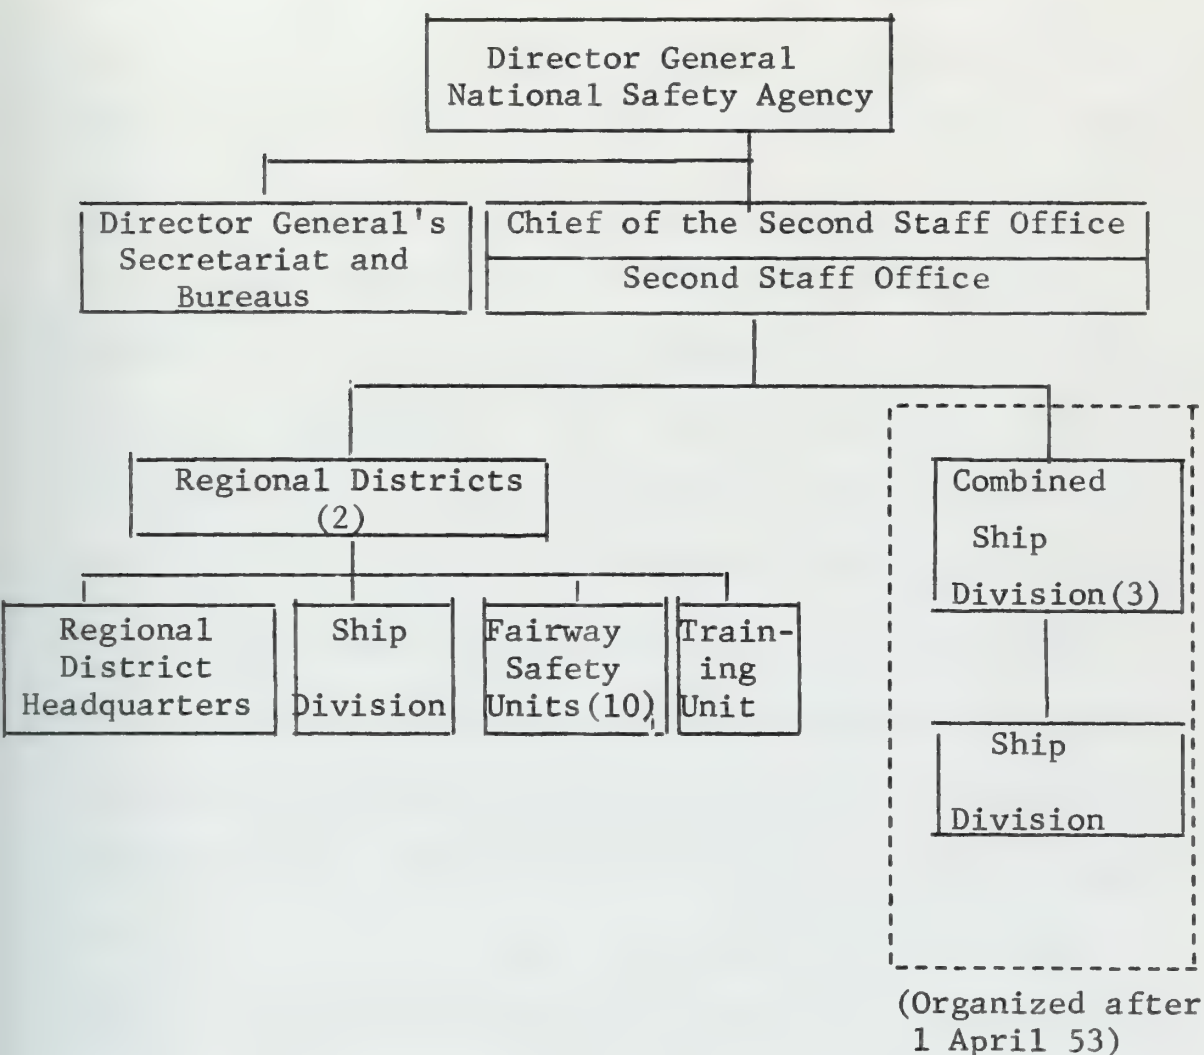 Director General
National Safety Agency
Director General's
Secretariat and
Bureaus
Chief of the Second Staff Office
Second Staff Office
Regional Districts
(2)
Combined
Ship
Division(3)
Regional
District
Headquarters
Ship
Division
Fairway
Safety
Units(10)
Train-
ing
Unit
Ship
Division
(Organized after
1 April 53)